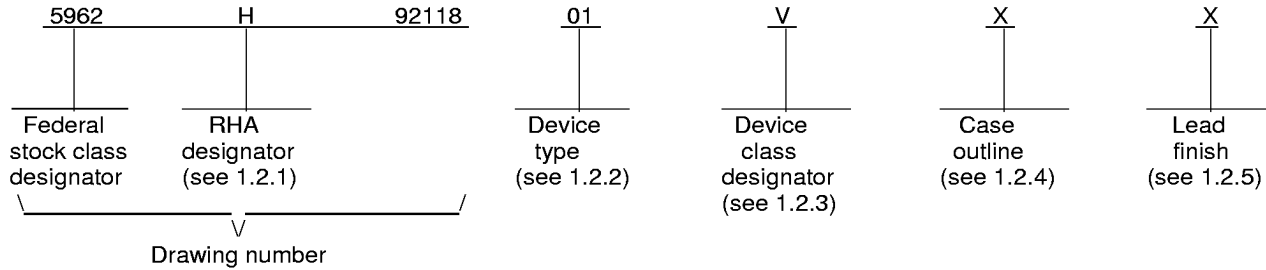 5962 H 92118 01 V X X
Federal stock class designator
RHA designator (see 1.2.1)
Device type (see 1.2.2)
Device class designator (see 1.2.3)
Case outline (see 1.2.4)
Lead finish (see 1.2.5)
Drawing number